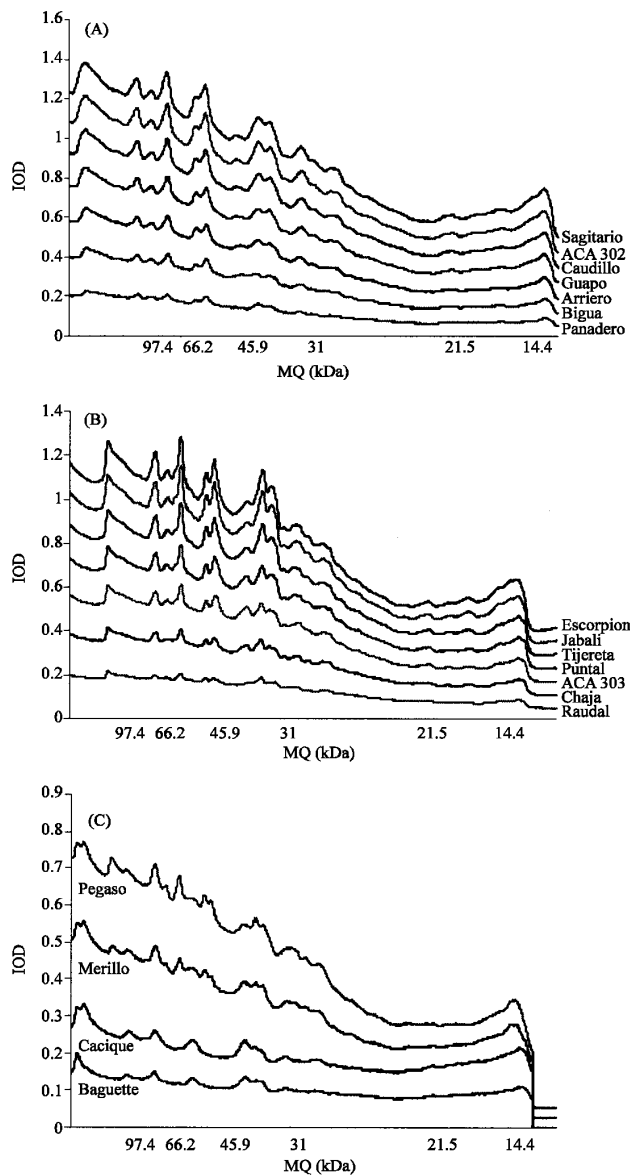 (A)
1.6
1.4
1.2
1
0.8
0.6
0.4
0.2
0
IOD
Sagitario
ACA 302
Caudillo
Guapo
Arriero
Bigua
Panadero
97.4 66.2 45.9 31 21.5 14.4
MQ (kDa)
(B)
1.4
1.2
1
0.8
0.6
0.4
0.2
0
IOD
Escorpion
Jabali
Tijereta
Puntal
ACA 303
Chaja
Raudal
97.4 66.2 45.9 31 21.5 14.4
MQ (kDa)
(C)
0.9
0.8
0.7
0.6
0.5
0.4
0.3
0.2
0.1
0
IOD
Pegaso
Merillo
Cacique
Baguette
97.4 66.2 45.9 31 21.5 14.4
MQ (kDa)